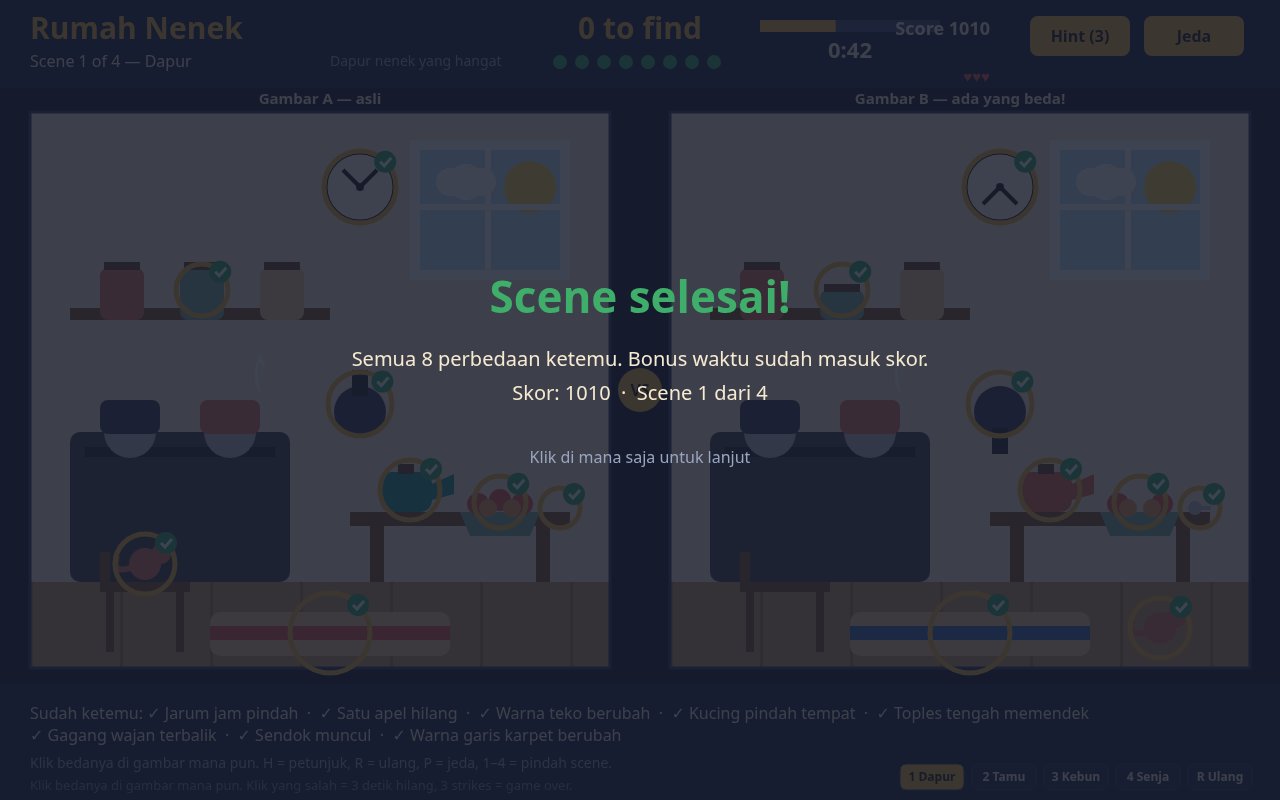 Rumah Nenek
0 to find
Score 1010
Hint (3)
Jeda
Scene 1 of 4 — Dapur
Dapur nenek yang hangat
0:42
♥♥♥
Gambar A — asli
Gambar B — ada yang beda!
Scene selesai!
Semua 8 perbedaan ketemu. Bonus waktu sudah masuk skor.
Skor: 1010 · Scene 1 dari 4
Klik di mana saja untuk lanjut
Sudah ketemu: ✓ Jarum jam pindah · ✓ Satu apel hilang · ✓ Warna teko berubah · ✓ Kucing pindah tempat · ✓ Toples tengah memendek
✓ Gagang wajan terbalik · ✓ Sendok muncul · ✓ Warna garis karpet berubah
Klik bedanya di gambar mana pun. H = petunjuk, R = ulang, P = jeda, 1–4 = pindah scene.
Klik bedanya di gambar mana pun. Klik yang salah = 3 detik hilang, 3 strikes = game over.
1 Dapur
2 Tamu
3 Kebun
4 Senja
R Ulang